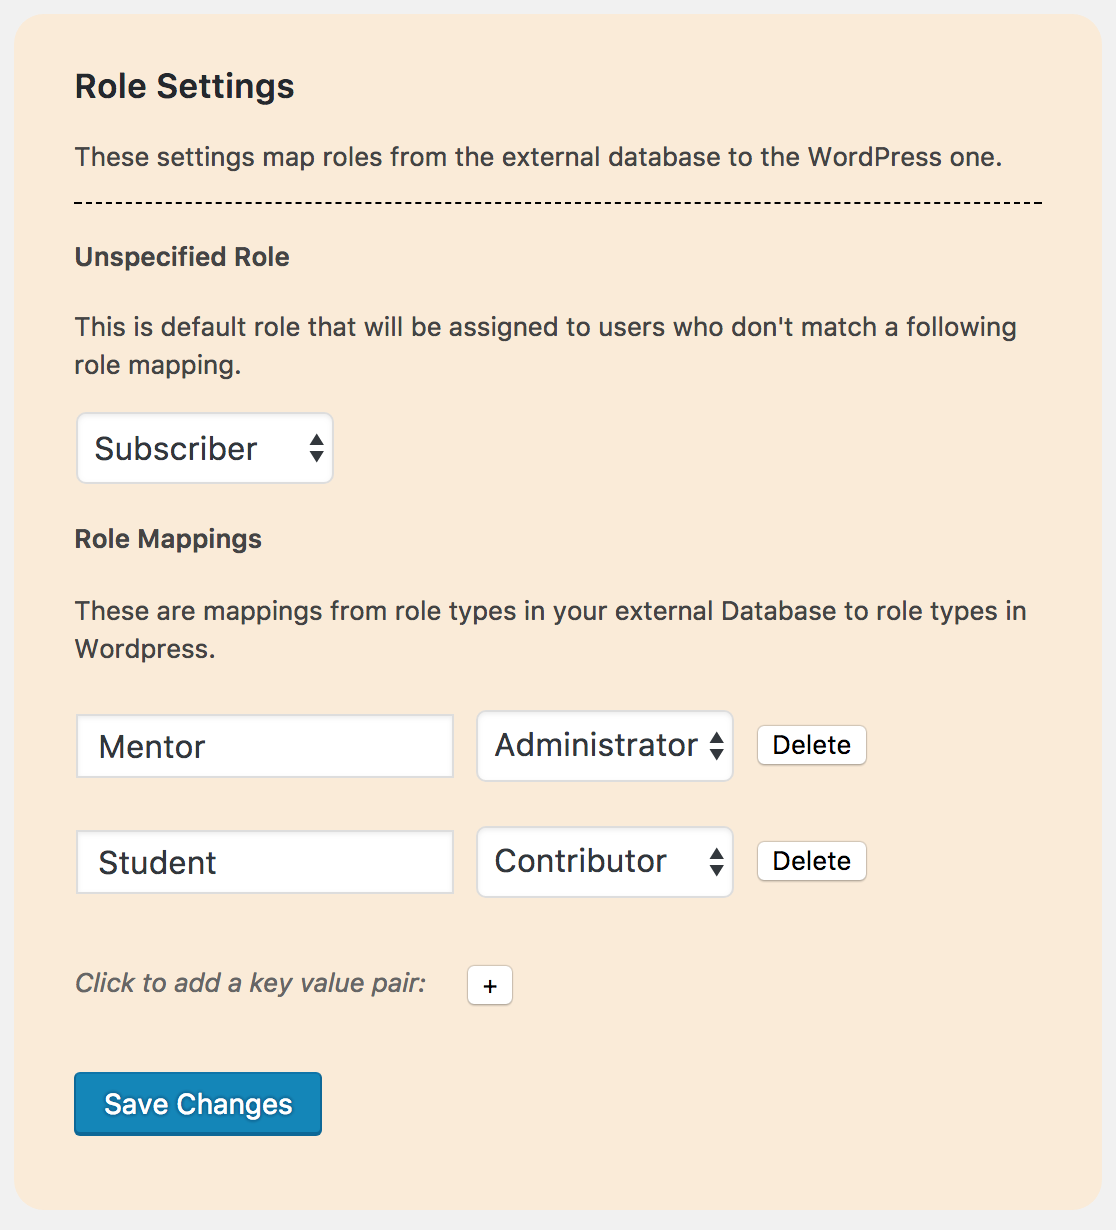 Role Settings
These settings map roles from the external database to the WordPress one.
Unspecified Role
This is default role that will be assigned to users who don't match a following
role mapping.
Subscriber
Role Mappings
These are mappings from role types in your external Database to role types in
Wordpress.
Mentor Administrator Delete
Student Contributor Delete
Click to add a key value pair: +
Save Changes